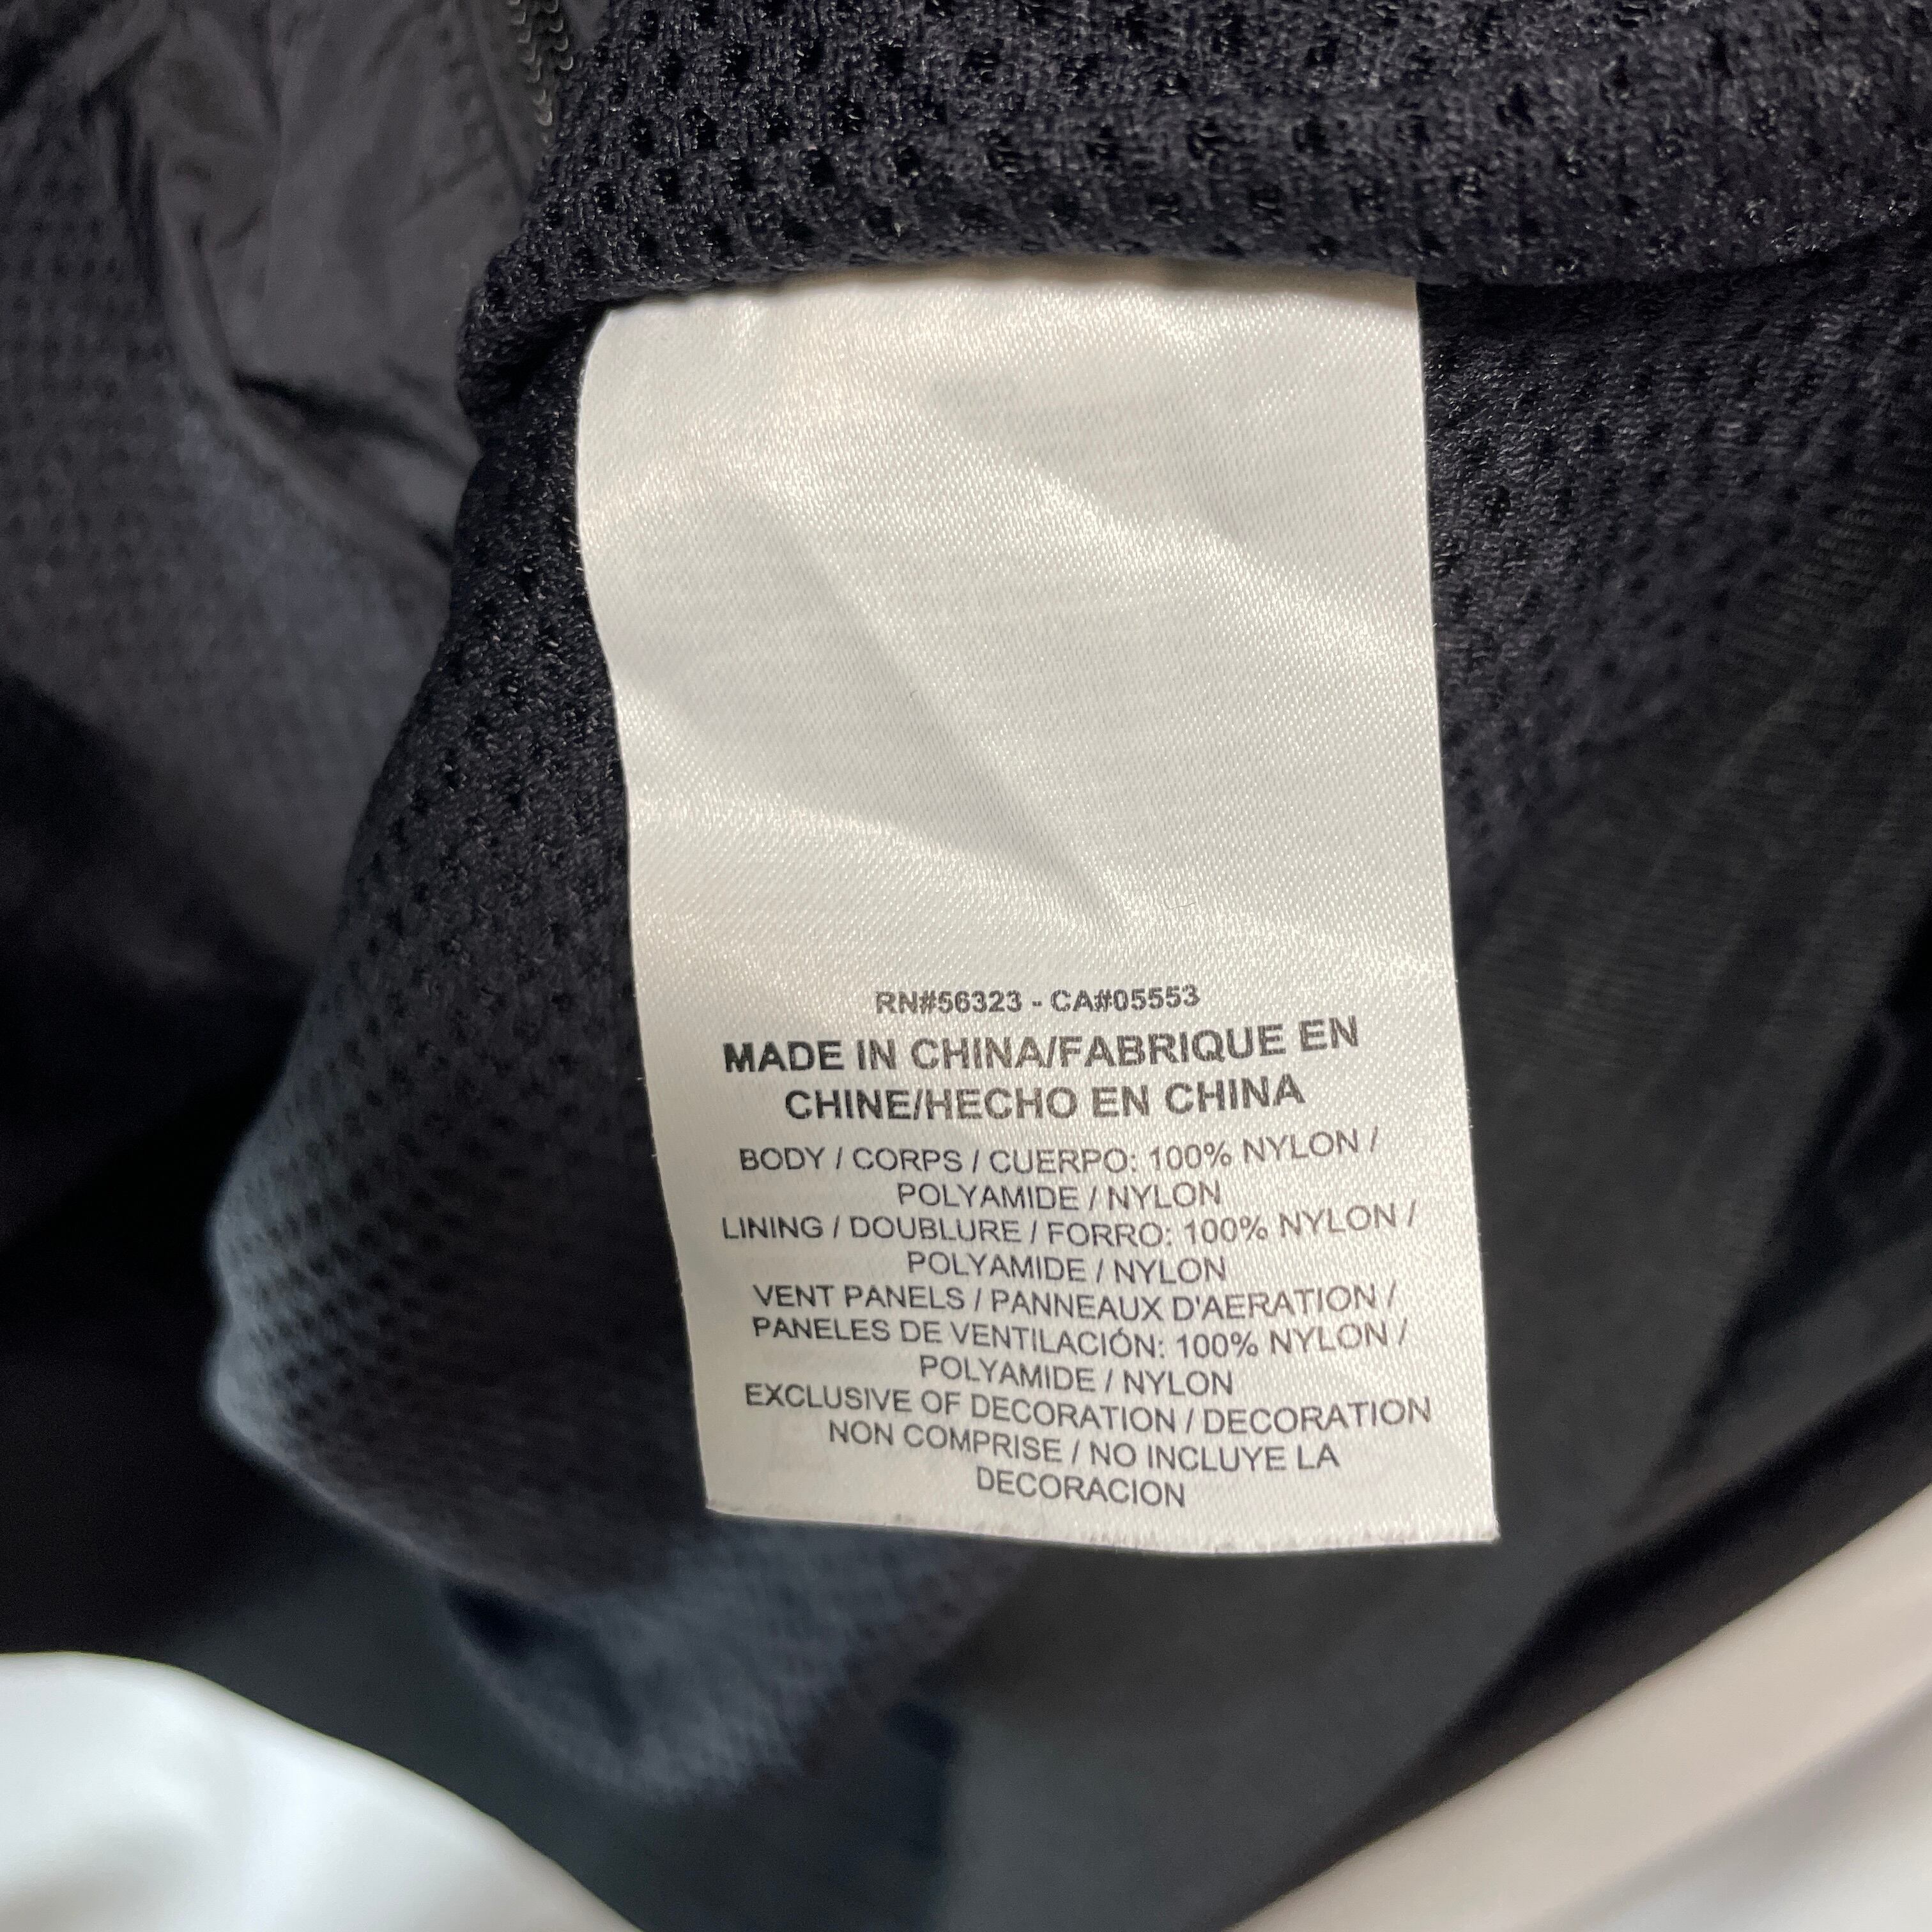 RN#56323 - CA#05553
MADE IN CHINA/FABRIQUE EN
CHINE/HECHO EN CHINA
BODY / CORPS / CUERPO: 100% NYLON /
POLYAMIDE / NYLON
LINING / DOUBLURE / FORRO: 100% NYLON /
POLYAMIDE / NYLON
VENT PANELS / PANNEAUX D'AERATION /
PANELES DE VENTILACIÓN: 100% NYLON /
POLYAMIDE / NYLON
EXCLUSIVE OF DECORATION / DECORATION
NON COMPRISE / NO INCLUYE LA
DECORACION